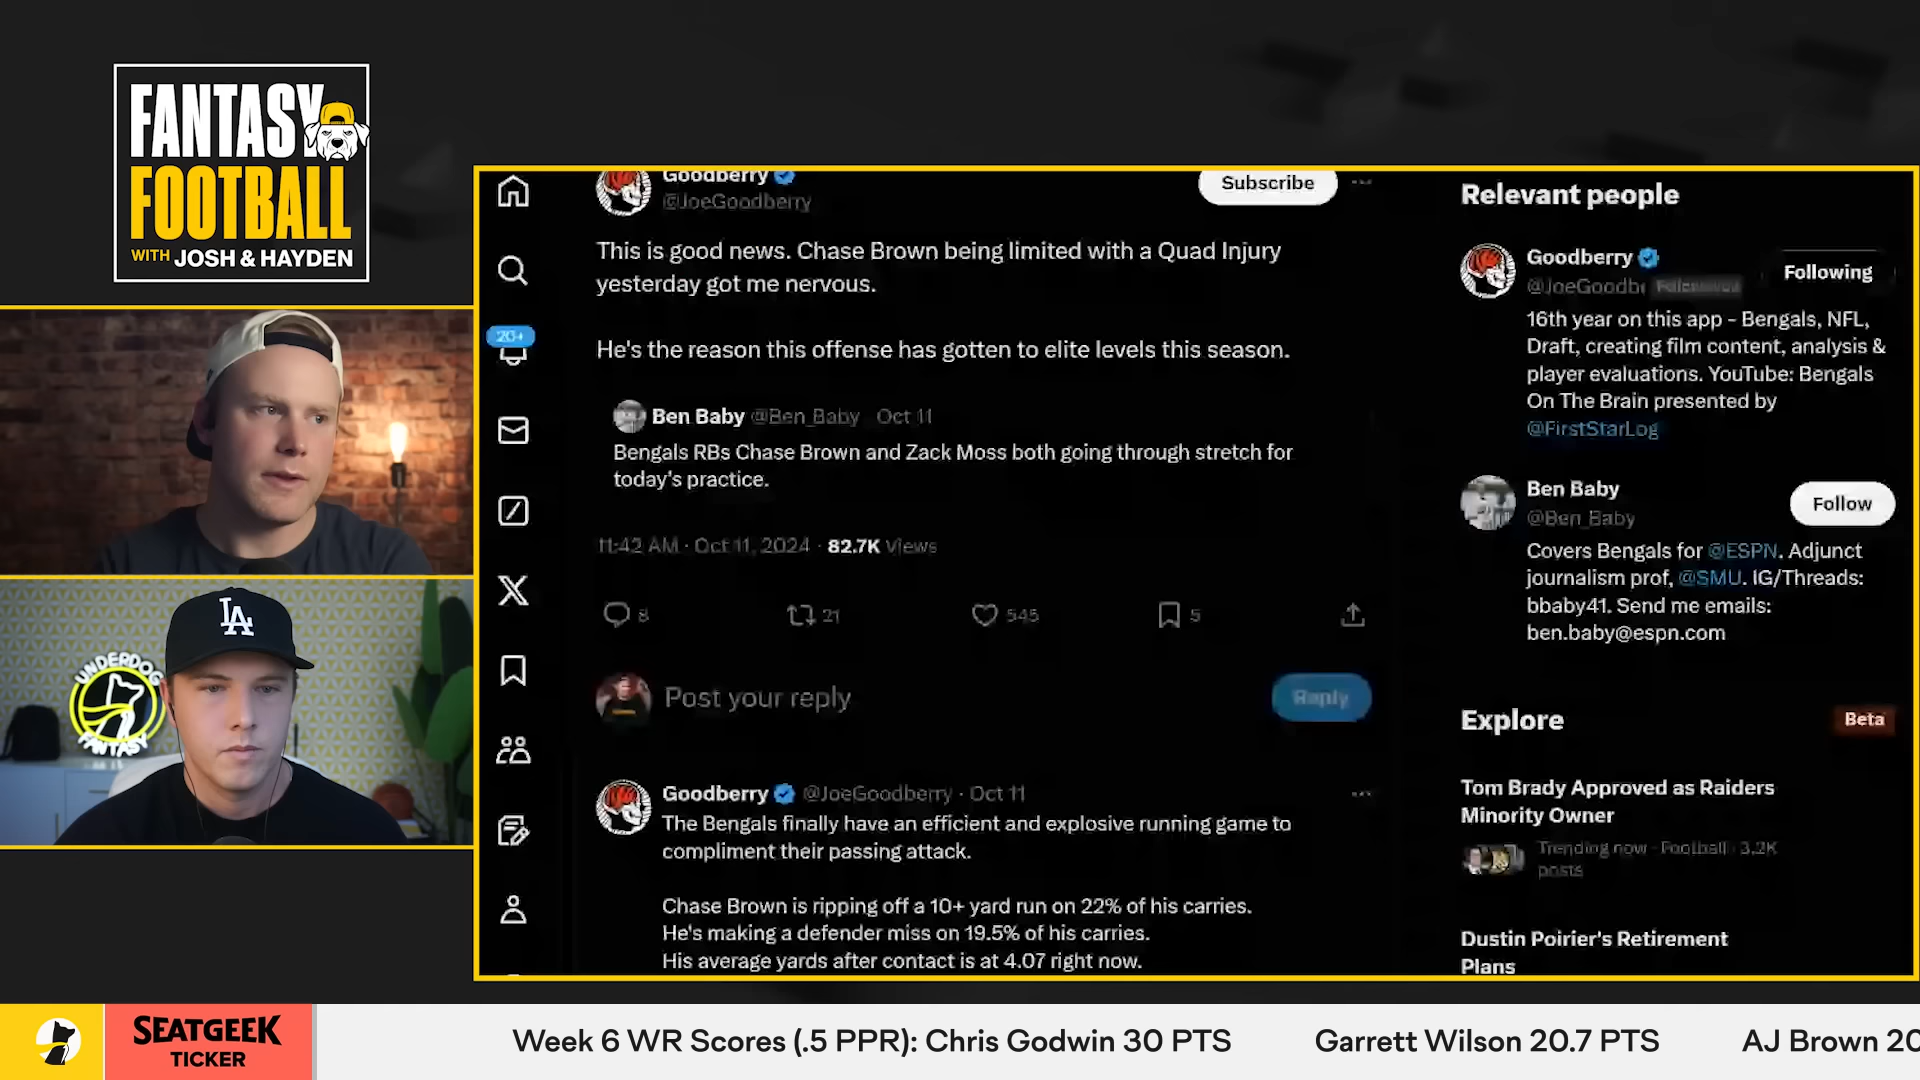 FANTASY
FOOTBALL
WITH JOSH & HAYDEN
UNDERDOG
FANTASY
LA
20+
Goodberry
@JoeGoodberry
Subscribe
This is good news. Chase Brown being limited with a Quad Injury
yesterday got me nervous.
He's the reason this offense has gotten to elite levels this season.
Ben Baby @Ben_Baby Oct 11
Bengals RBs Chase Brown and Zack Moss both going through stretch for
today's practice.
11:42 AM · Oct 11, 2024 · 82.7K Views
8 21 545 5
Post your reply
Reply
Goodberry @JoeGoodberry · Oct 11
The Bengals finally have an efficient and explosive running game to
compliment their passing attack.
Chase Brown is ripping off a 10+ yard run on 22% of his carries.
He's making a defender miss on 19.5% of his carries.
His average yards after contact is at 4.07 right now.
Relevant people
Goodberry
Following
@JoeGoodb
16th year on this app - Bengals, NFL,
Draft, creating film content, analysis &
player evaluations. YouTube: Bengals
On The Brain presented by
@FirstStarLog
Ben Baby
@Ben_Baby
Follow
Covers Bengals for @ESPN. Adjunct
journalism prof, @SMU. IG/Threads:
bbaby41. Send me emails:
ben.baby@espn.com
Explore
Beta
Tom Brady Approved as Raiders
Minority Owner
Trending now · Football · 3.2K
posts
Dustin Poirier's Retirement
Plans
SEATGEEK
TICKER
Week 6 WR Scores (.5 PPR): Chris Godwin 30 PTS Garrett Wilson 20.7 PTS AJ Brown 20